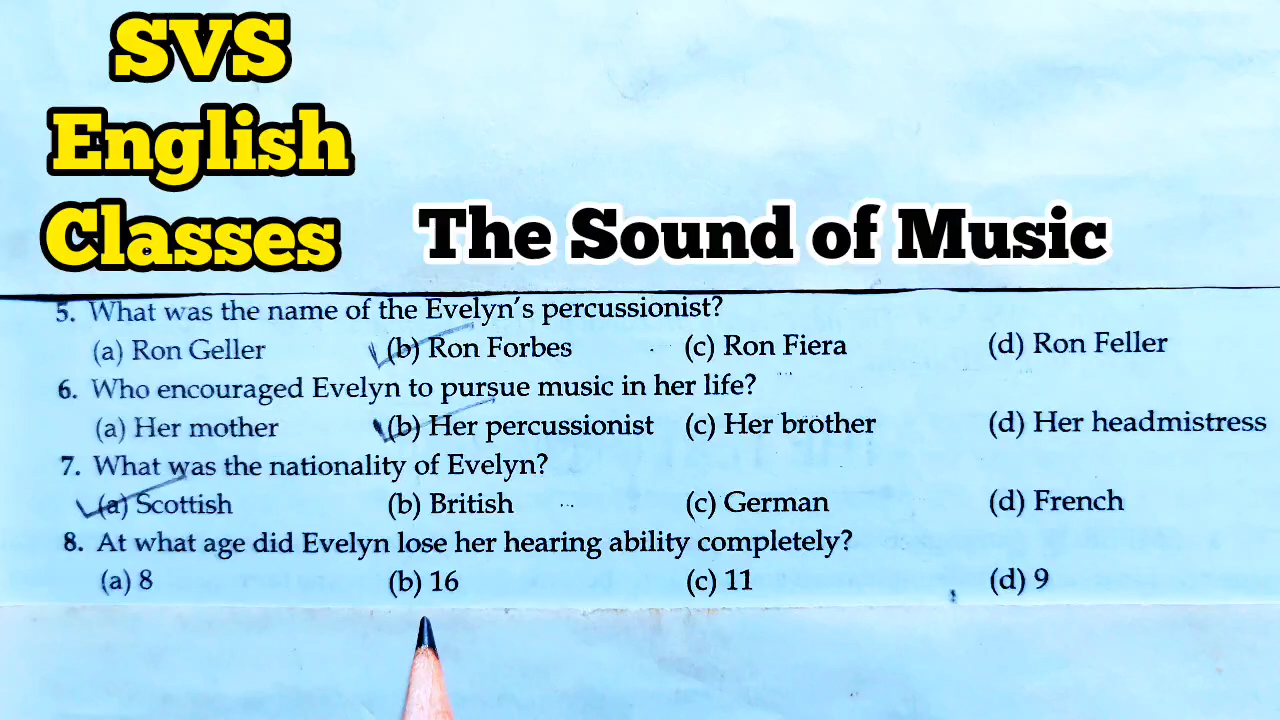 SVS
English
Classes
The Sound of Music
5. What was the name of the Evelyn's percussionist?
(a) Ron Geller (b) Ron Forbes (c) Ron Fiera (d) Ron Feller
6. Who encouraged Evelyn to pursue music in her life?
(a) Her mother (b) Her percussionist (c) Her brother (d) Her headmistress
7. What was the nationality of Evelyn?
(a) Scottish (b) British (c) German (d) French
8. At what age did Evelyn lose her hearing ability completely?
(a) 8 (b) 16 (c) 11 (d) 9